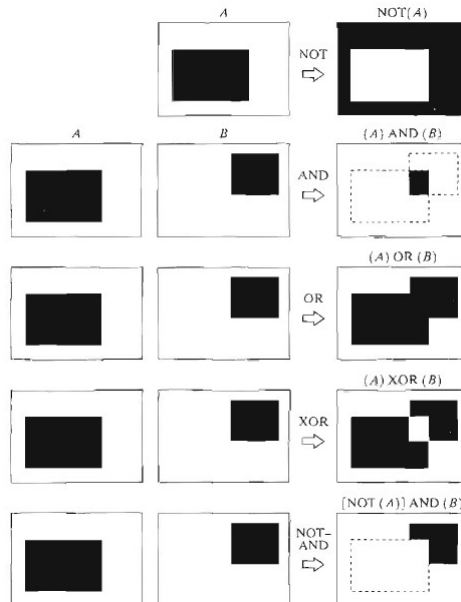 A
NOT(A)
NOT
A
B
(A) AND (B)
AND
(A) OR (B)
OR
(A) XOR (B)
XOR
[NOT (A)] AND (B)
NOT–
AND